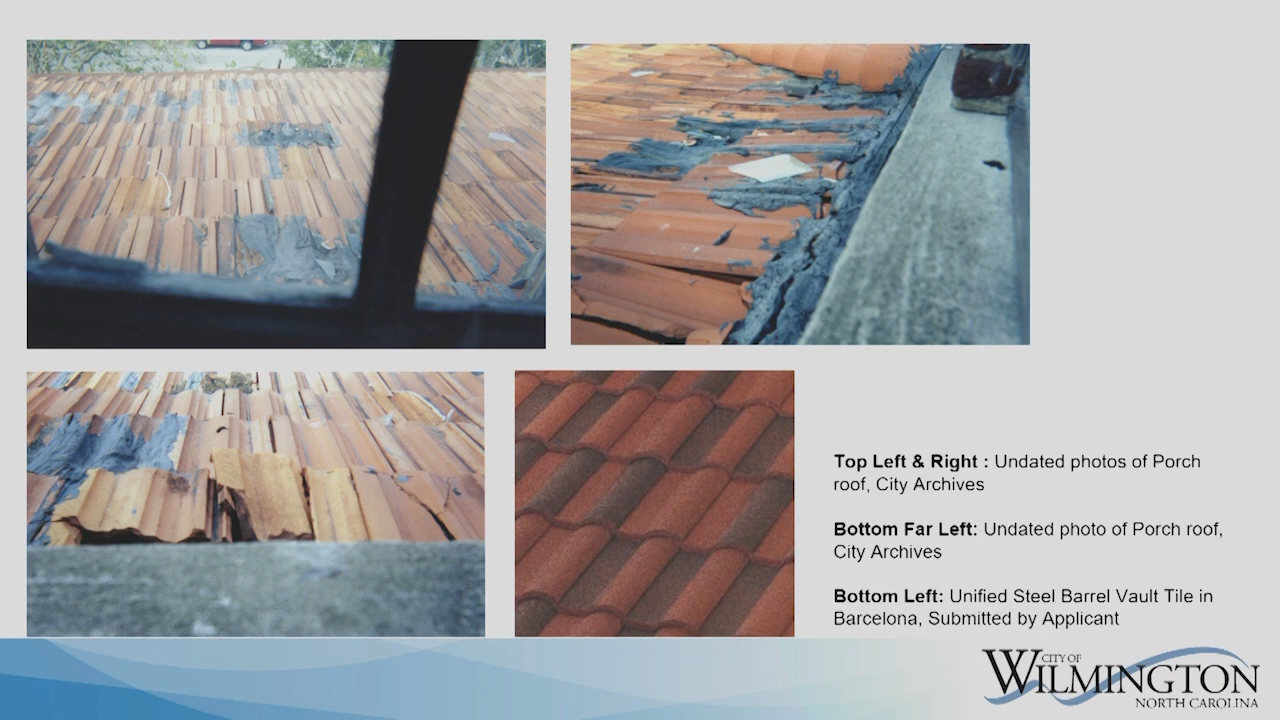 Top Left & Right : Undated photos of Porch
roof, City Archives
Bottom Far Left: Undated photo of Porch roof,
City Archives
Bottom Left: Unified Steel Barrel Vault Tile in
Barcelona, Submitted by Applicant
CITY OF
WILMINGTON
NORTH CAROLINA